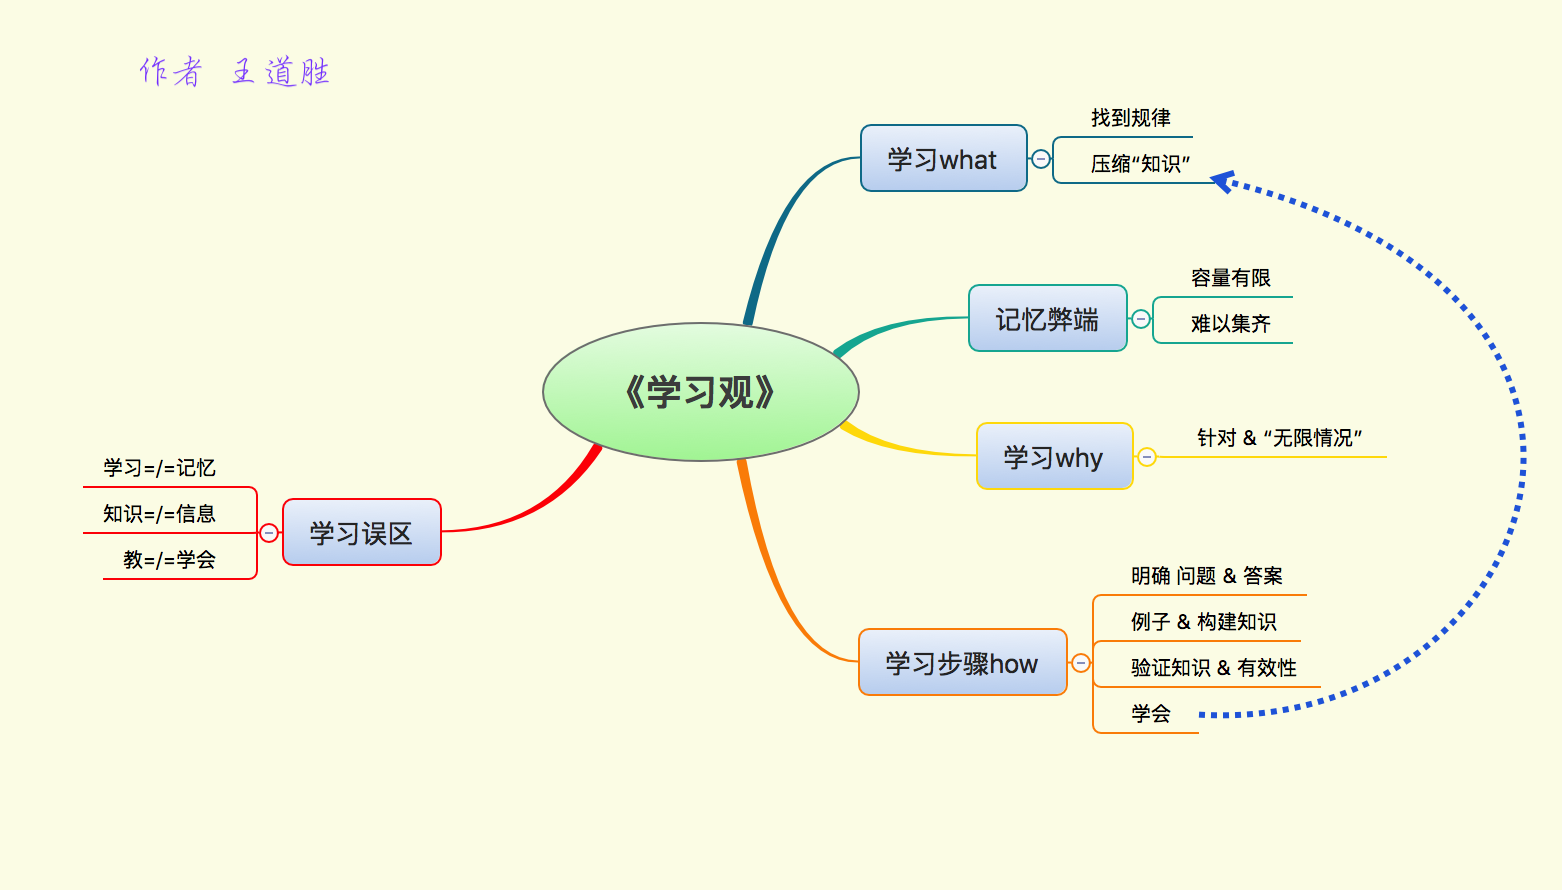 作者 王道胜
《学习观》
学习what
找到规律
压缩“知识”
记忆弊端
容量有限
难以集齐
学习why
针对 & “无限情况”
学习步骤how
明确 问题 & 答案
例子 & 构建知识
验证知识 & 有效性
学会
学习误区
学习=/=记忆
知识=/=信息
教=/=学会